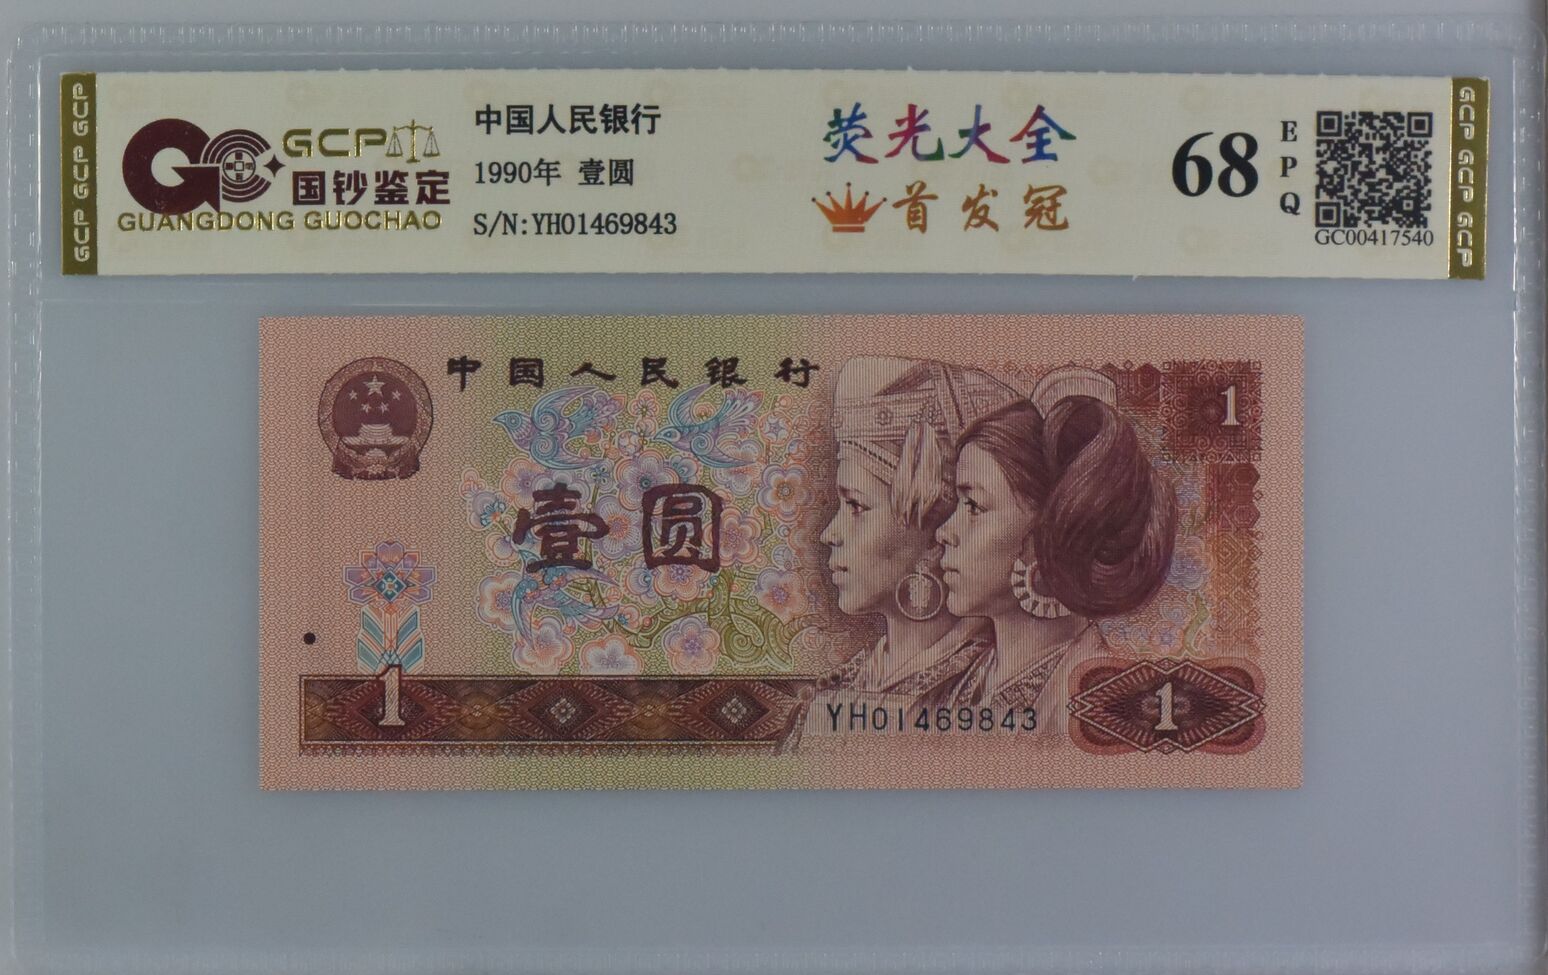 GCP GCP GCP
GCP
国钞鉴定
GUANGDONG GUOCHAO
中国人民银行
1990年 壹圆
S/N:YH01469843
荧光大全
首发冠
68
EPQ
GC00417540
GCP GCP GCP
中国人民银行
1
壹圆
1
YH01469843
1